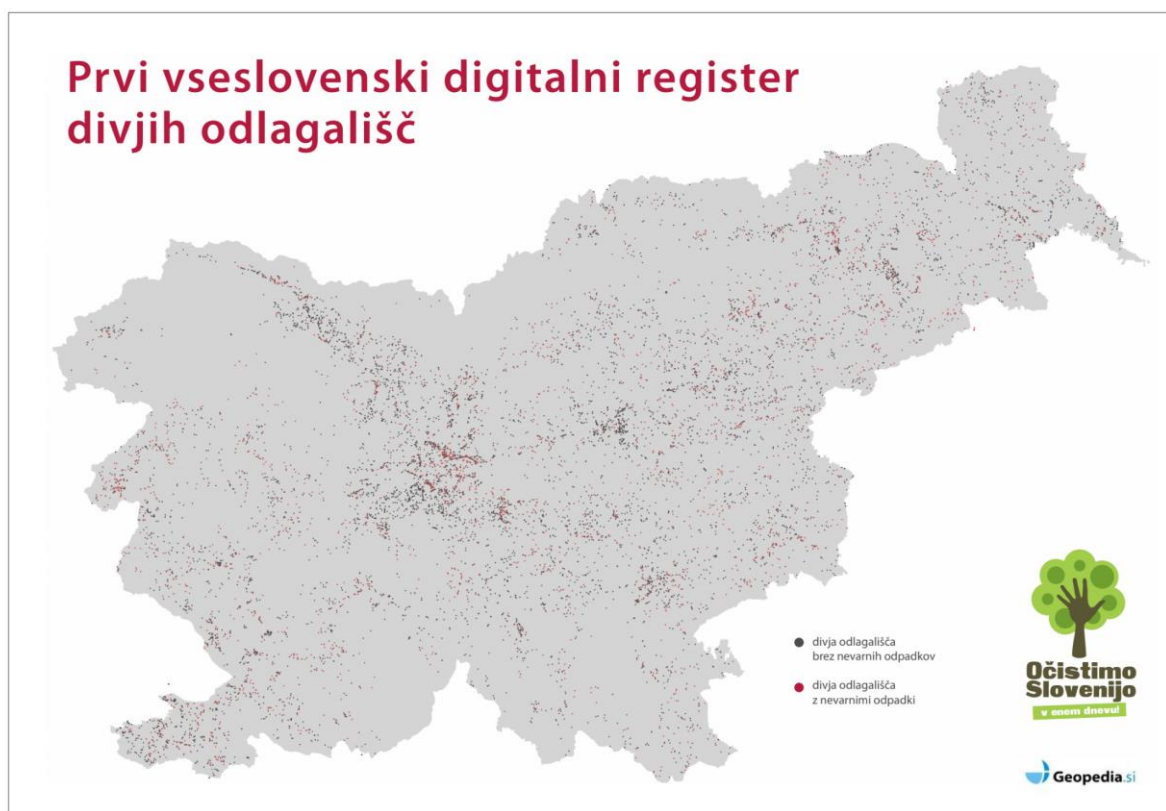 Prvi vseslovenski digitalni register
divjih odlagališč
divja odlagališča
brez nevarnih odpadkov
divja odlagališča
z nevarnimi odpadki
Očistimo
Slovenijo
v enem dnevu!
Geopedia.si